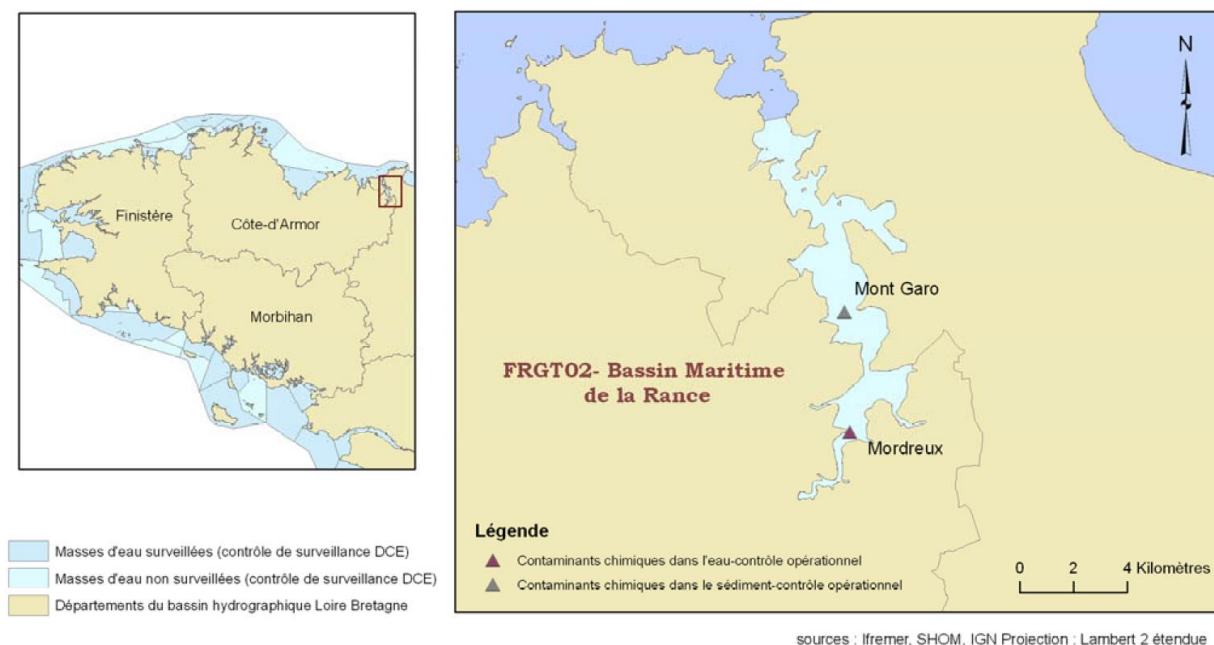 Finistère
Côte-d'Armor
Morbihan
Masses d'eau surveillées (contrôle de surveillance DCE)
Masses d'eau non surveillées (contrôle de surveillance DCE)
Départements du bassin hydrographique Loire Bretagne
N
Mont Garo
FRGT02- Bassin Maritime
de la Rance
Mordreux
Légende
Contaminants chimiques dans l'eau-contrôle opérationnel
Contaminants chimiques dans le sédiment-contrôle opérationnel
0 2 4 Kilomètres
sources : Ifremer, SHOM, IGN Projection : Lambert 2 étendue